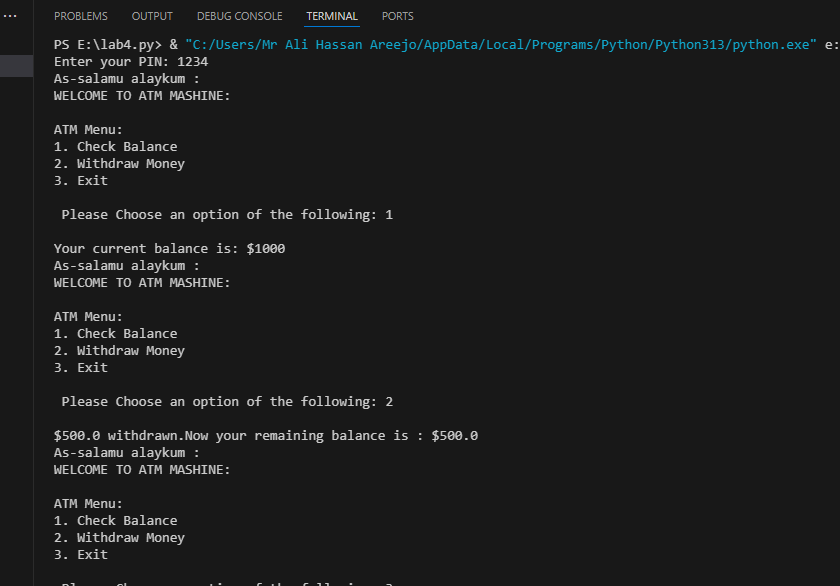 PROBLEMS OUTPUT DEBUG CONSOLE TERMINAL PORTS
PS E:\lab4.py> & "C:/Users/Mr Ali Hassan Areejo/AppData/Local/Programs/Python/Python313/python.exe" e:
Enter your PIN: 1234
As-salamu alaykum :
WELCOME TO ATM MASHINE:
ATM Menu:
1. Check Balance
2. Withdraw Money
3. Exit
Please Choose an option of the following: 1
Your current balance is: $1000
As-salamu alaykum :
WELCOME TO ATM MASHINE:
ATM Menu:
1. Check Balance
2. Withdraw Money
3. Exit
Please Choose an option of the following: 2
$500.0 withdrawn.Now your remaining balance is : $500.0
As-salamu alaykum :
WELCOME TO ATM MASHINE:
ATM Menu:
1. Check Balance
2. Withdraw Money
3. Exit